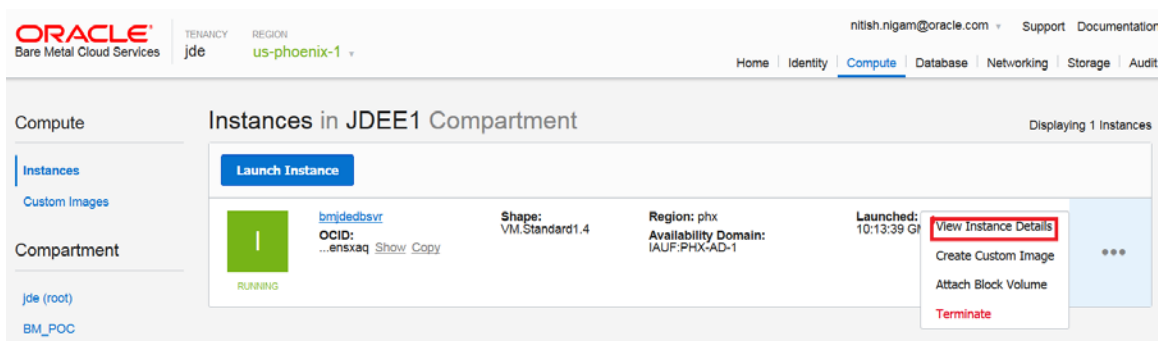 nitish.nigam@oracle.com Support Documentation
ORACLE®
Bare Metal Cloud Services
TENANCY
jde
REGION
us-phoenix-1
Home Identity Compute Database Networking Storage Audit
Compute
Instances
Custom Images
Compartment
jde (root)
BM_POC
Instances in JDEE1 Compartment
Displaying 1 Instances
Launch Instance
I
RUNNING
bmjdedbsvr
OCID:
...ensxaq Show Copy
Shape:
VM.Standard1.4
Region: phx
Availability Domain:
IAUF:PHX-AD-1
Launched:
10:13:39
View Instance Details
Create Custom Image
Attach Block Volume
Terminate